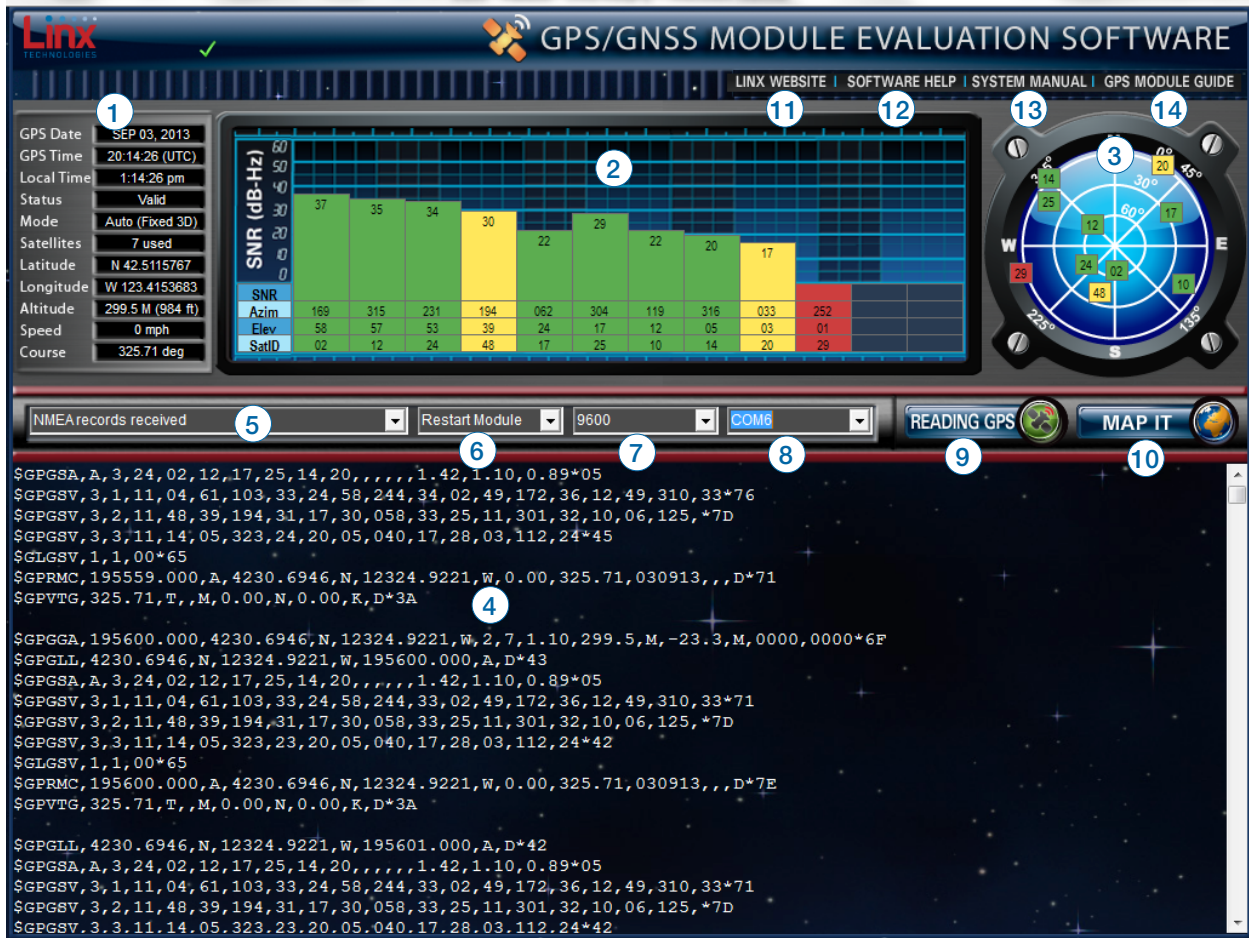 Linx
TECHNOLOGIES
GPS/GNSS MODULE EVALUATION SOFTWARE
LINX WEBSITE | SOFTWARE HELP | SYSTEM MANUAL | GPS MODULE GUIDE
1
11
12
13
14
GPS Date SEP 03, 2013
GPS Time 20:14:26 (UTC)
Local Time 1:14:26 pm
Status Valid
Mode Auto (Fixed 3D)
Satellites 7 used
Latitude N 42.5115767
Longitude W 123.4153683
Altitude 299.5 M (984 ft)
Speed 0 mph
Course 325.71 deg
2
SNR (dB-Hz)
60
50
40
30
20
10
0
37 35 34 30 22 29 22 20 17
SNR
Azim 169 315 231 194 062 304 119 316 033 252
Elev 58 57 53 39 24 17 12 05 03 01
SatID 02 12 24 48 17 25 10 14 20 29
3
0°
45°
30°
60°
W
E
S
225°
135°
20
14
25
17
12
24
02
29
48
10
NMEA records received
5
Restart Module
6
9600
7
COM6
8
READING GPS
9
MAP IT
10
$GPGSA,A,3,24,02,12,17,25,14,20,,,,,,1.42,1.10,0.89*05
$GPGSV,3,1,11,04,61,103,33,24,58,244,34,02,49,172,36,12,49,310,33*76
$GPGSV,3,2,11,48,39,194,31,17,30,058,33,25,11,301,32,10,06,125,*7D
$GPGSV,3,3,11,14,05,323,24,20,05,040,17,28,03,112,24*45
$GLGSV,1,1,00*65
$GPRMC,195559.000,A,4230.6946,N,12324.9221,W,0.00,325.71,030913,,,D*71
$GPVTG,325.71,T,,M,0.00,N,0.00,K,D*3A
4
$GPGGA,195600.000,4230.6946,N,12324.9221,W,2,7,1.10,299.5,M,-23.3,M,0000,0000*6F
$GPGLL,4230.6946,N,12324.9221,W,195600.000,A,D*43
$GPGSA,A,3,24,02,12,17,25,14,20,,,,,,1.42,1.10,0.89*05
$GPGSV,3,1,11,04,61,103,33,24,58,244,33,02,49,172,36,12,49,310,33*71
$GPGSV,3,2,11,48,39,194,31,17,30,058,33,25,11,301,32,10,06,125,*7D
$GPGSV,3,3,11,14,05,323,23,20,05,040,17,28,03,112,24*42
$GLGSV,1,1,00*65
$GPRMC,195600.000,A,4230.6946,N,12324.9221,W,0.00,325.71,030913,,,D*7E
$GPVTG,325.71,T,,M,0.00,N,0.00,K,D*3A
$GPGLL,4230.6946,N,12324.9221,W,195601.000,A,D*42
$GPGSA,A,3,24,02,12,17,25,14,20,,,,,,1.42,1.10,0.89*05
$GPGSV,3,1,11,04,61,103,33,24,58,244,33,02,49,172,36,12,49,310,33*71
$GPGSV,3,2,11,48,39,194,31,17,30,058,33,25,11,301,32,10,06,125,*7D
$GPGSV,3,3,11,14,05,323,23,20,05,040,17,28,03,112,24*42